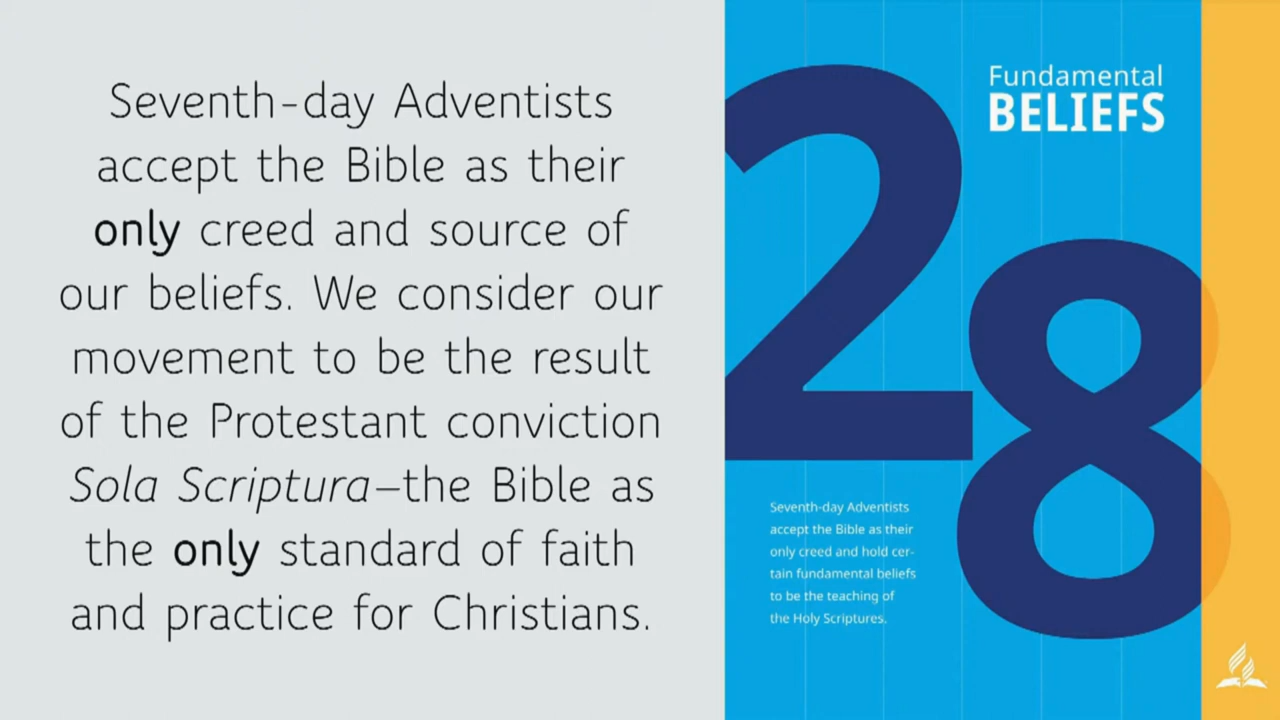 Seventh-day Adventists
accept the Bible as their
only creed and source of
our beliefs. We consider our
movement to be the result
of the Protestant conviction
Sola Scriptura–the Bible as
the only standard of faith
and practice for Christians.
Fundamental
BELIEFS
28
Seventh-day Adventists
accept the Bible as their
only creed and hold cer-
tain fundamental beliefs
to be the teaching of
the Holy Scriptures.